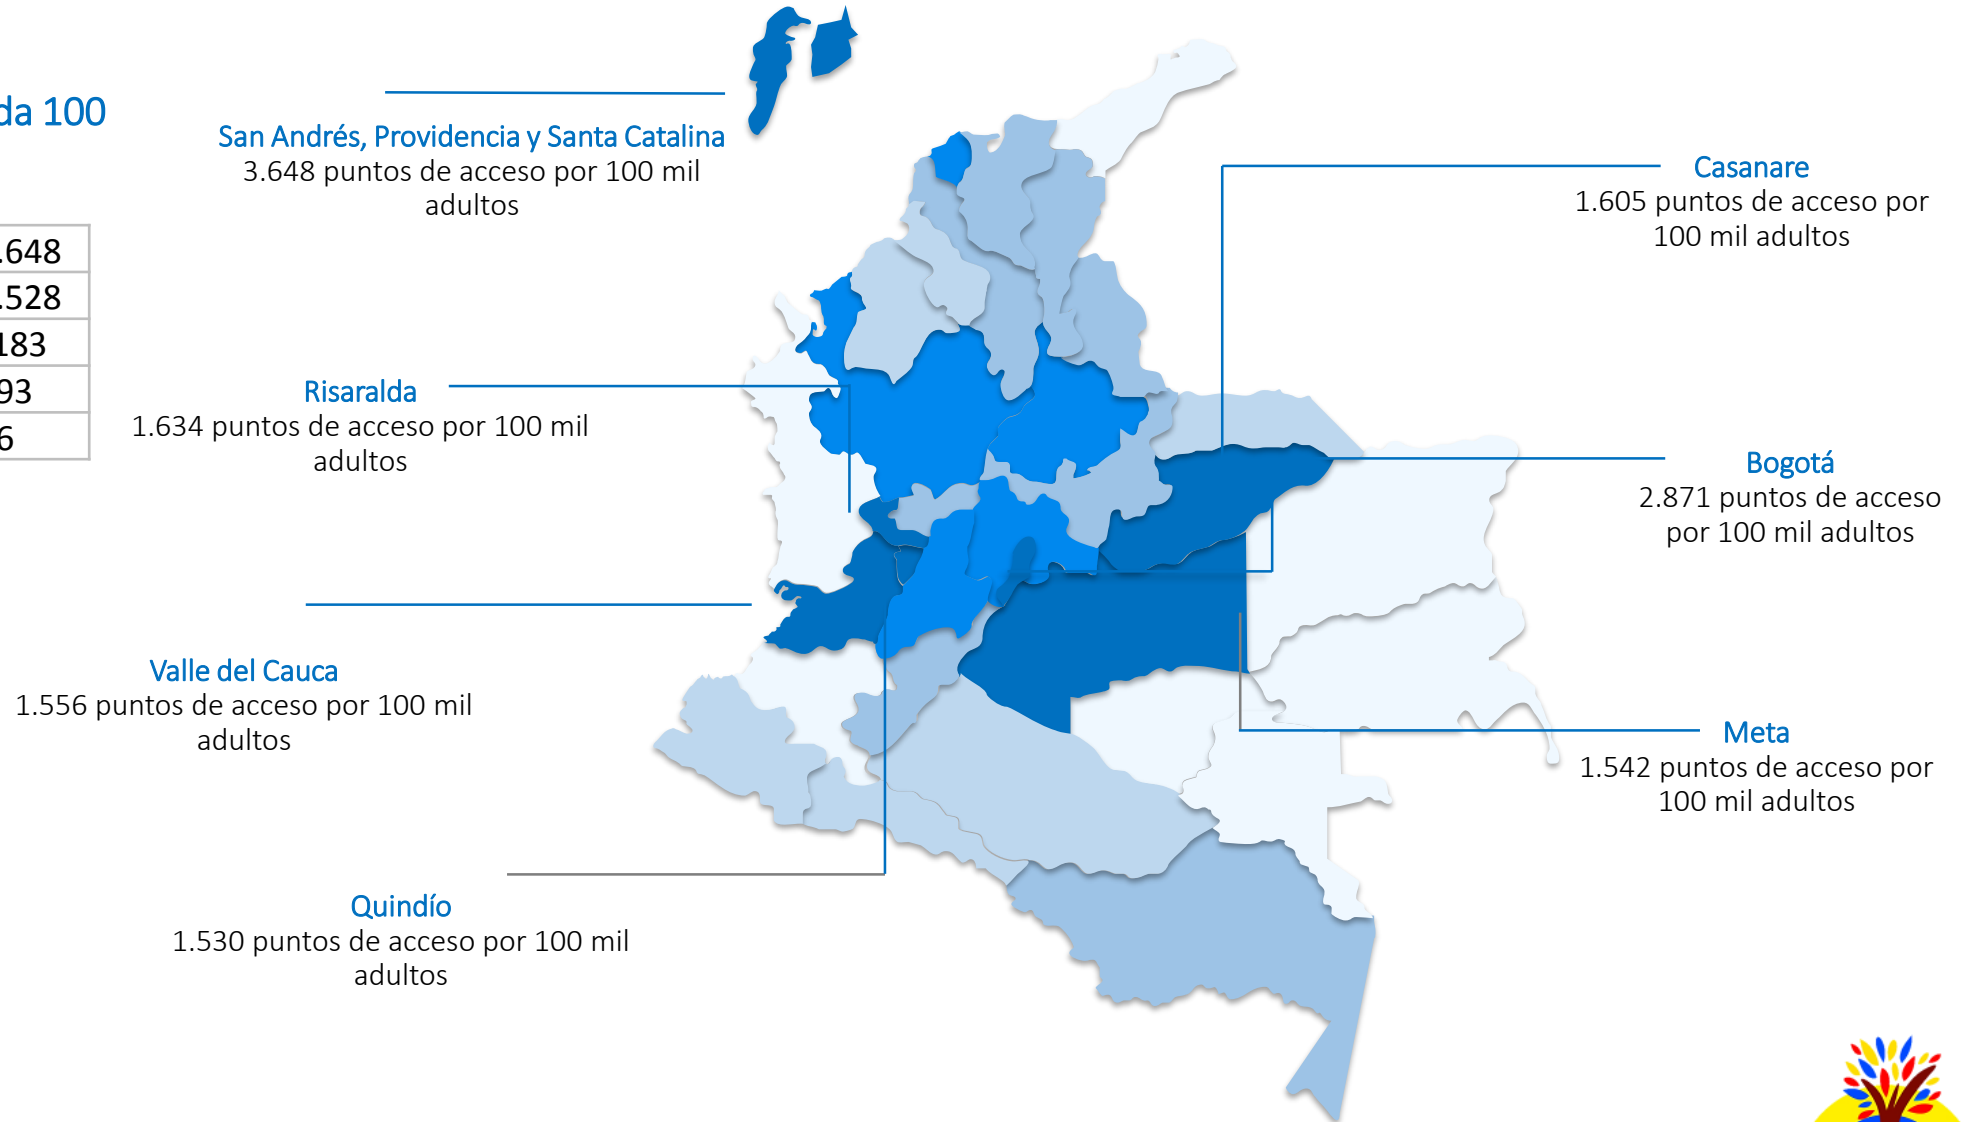 da 100
.648
.528
183
93
6
San Andrés, Providencia y Santa Catalina
3.648 puntos de acceso por 100 mil
adultos
Casanare
1.605 puntos de acceso por
100 mil adultos
Risaralda
1.634 puntos de acceso por 100 mil
adultos
Bogotá
2.871 puntos de acceso
por 100 mil adultos
Valle del Cauca
1.556 puntos de acceso por 100 mil
adultos
Meta
1.542 puntos de acceso por
100 mil adultos
Quindío
1.530 puntos de acceso por 100 mil
adultos